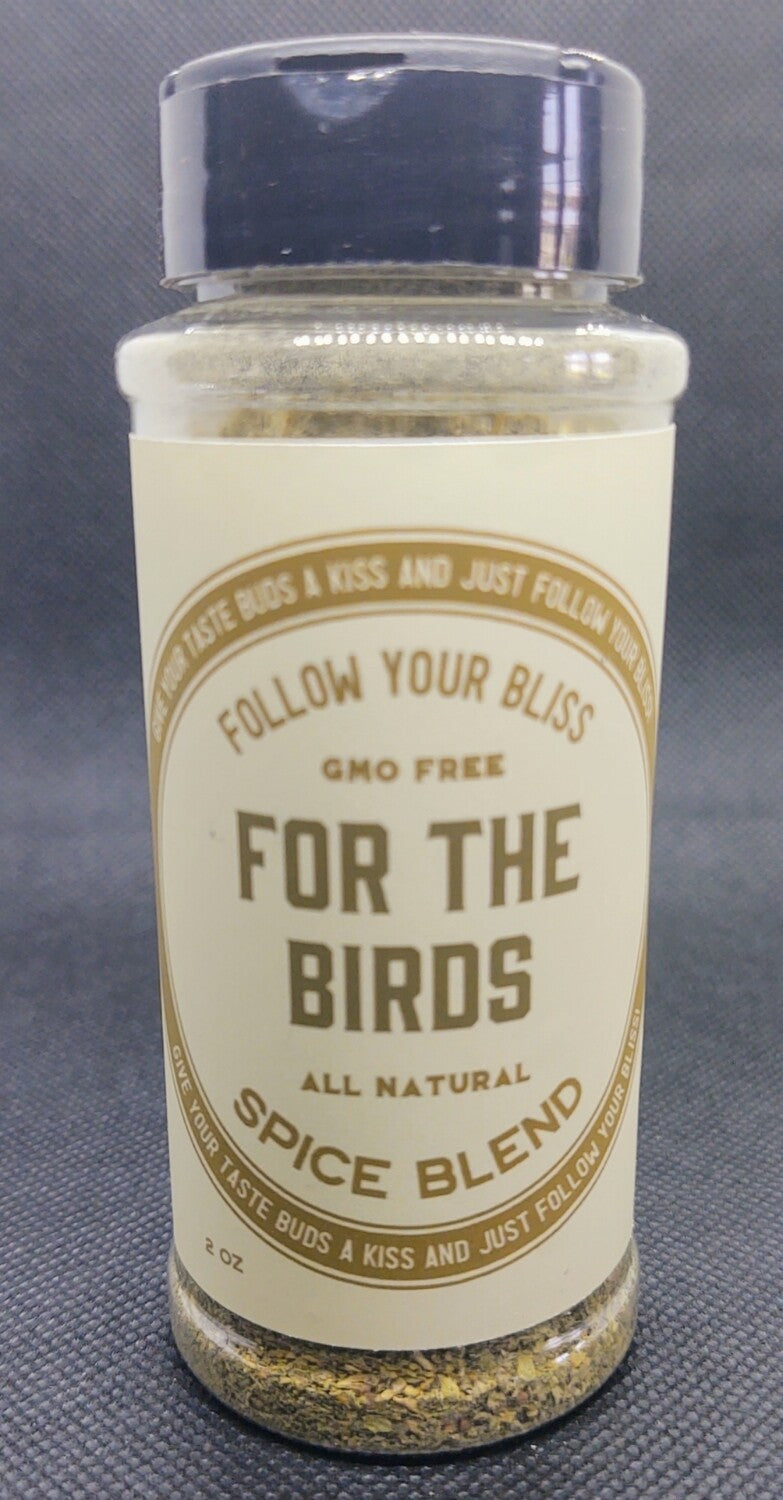 GIVE YOUR TASTE BUDS A KISS AND JUST FOLLOW YOUR BLISS!
FOLLOW YOUR BLISS
GMO FREE
FOR THE
BIRDS
ALL NATURAL
SPICE BLEND
GIVE YOUR TASTE BUDS A KISS AND JUST FOLLOW YOUR BLISS!
2 OZ